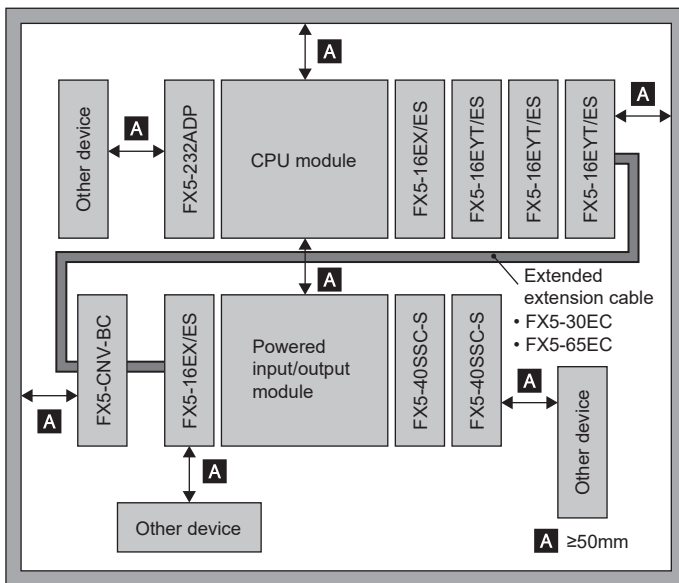 A
Other device
A
FX5-232ADP
CPU module
FX5-16EX/ES
FX5-16EYT/ES
FX5-16EYT/ES
FX5-16EYT/ES
A
A
Extended
extension cable
• FX5-30EC
• FX5-65EC
A
FX5-CNV-BC
FX5-16EX/ES
Powered
input/output
module
FX5-40SSC-S
FX5-40SSC-S
A
Other device
A
Other device
A ≥50mm